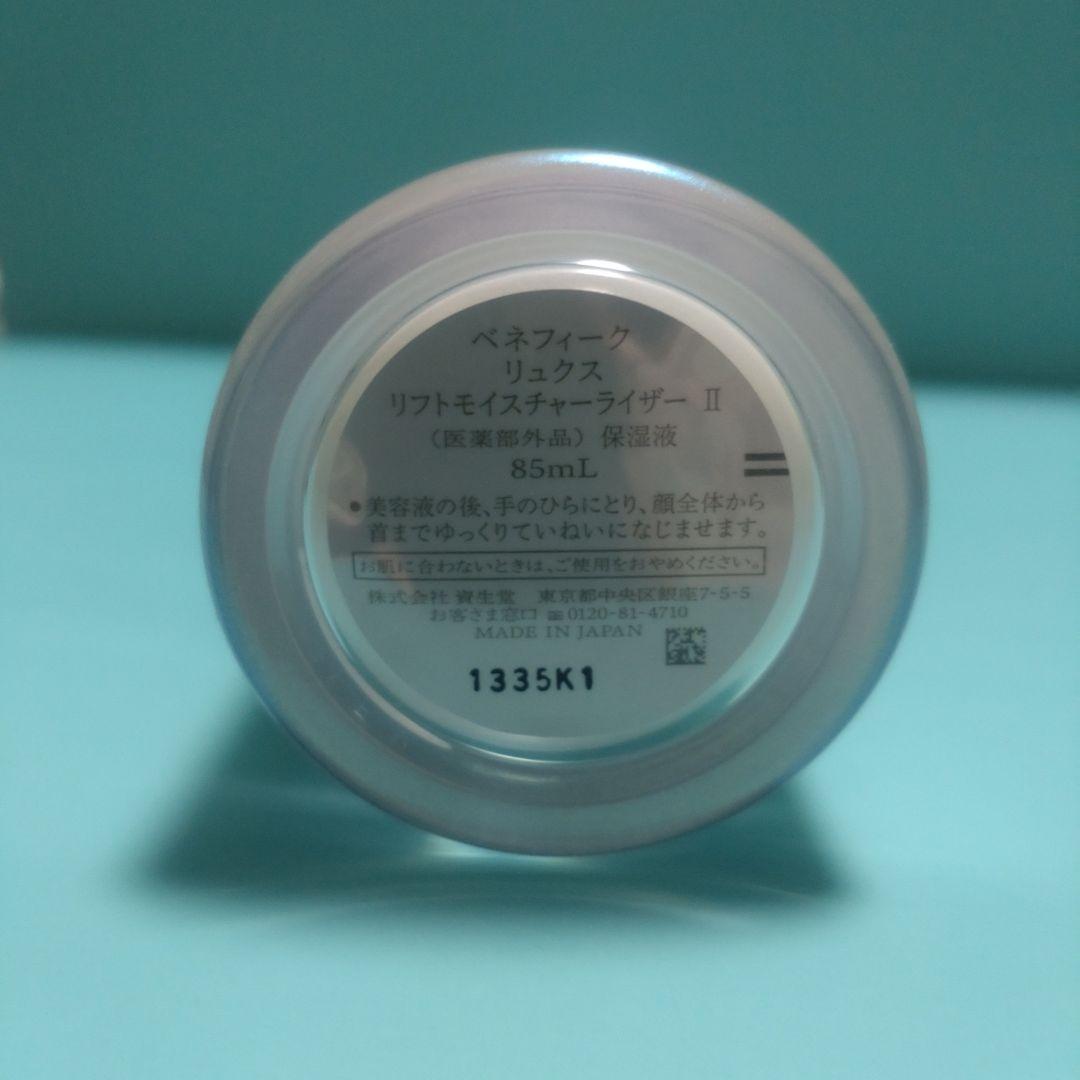 ベネフィーク
リュクス
リフトモイスチャーライザー Ⅱ
（医薬部外品）保湿液
85mL
●美容液の後、手のひらにとり、顔全体から
首までゆっくりていねいになじませます。
お肌に合わないときは、ご使用をおやめください。
株式会社 資生堂　東京都中央区銀座7-5-5
お客さま窓口 ☎0120-81-4710
MADE IN JAPAN
1335K1